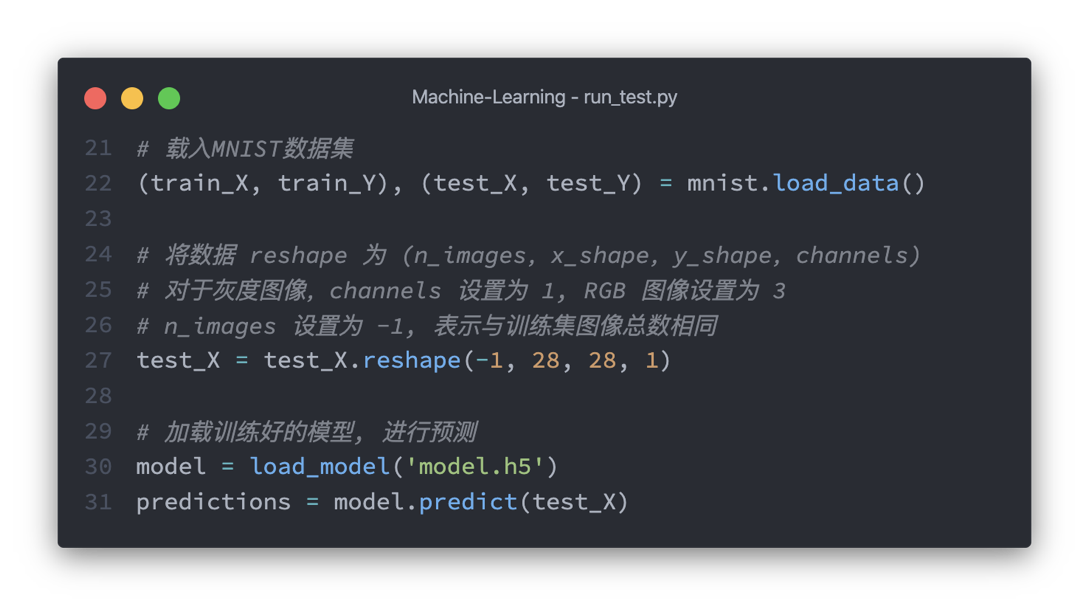 Machine-Learning - run_test.py
21 # 载入MNIST数据集
22 (train_X, train_Y), (test_X, test_Y) = mnist.load_data()
23
24 # 将数据 reshape 为 (n_images, x_shape, y_shape, channels)
25 # 对于灰度图像, channels 设置为 1, RGB 图像设置为 3
26 # n_images 设置为 -1, 表示与训练集图像总数相同
27 test_X = test_X.reshape(-1, 28, 28, 1)
28
29 # 加载训练好的模型, 进行预测
30 model = load_model('model.h5')
31 predictions = model.predict(test_X)